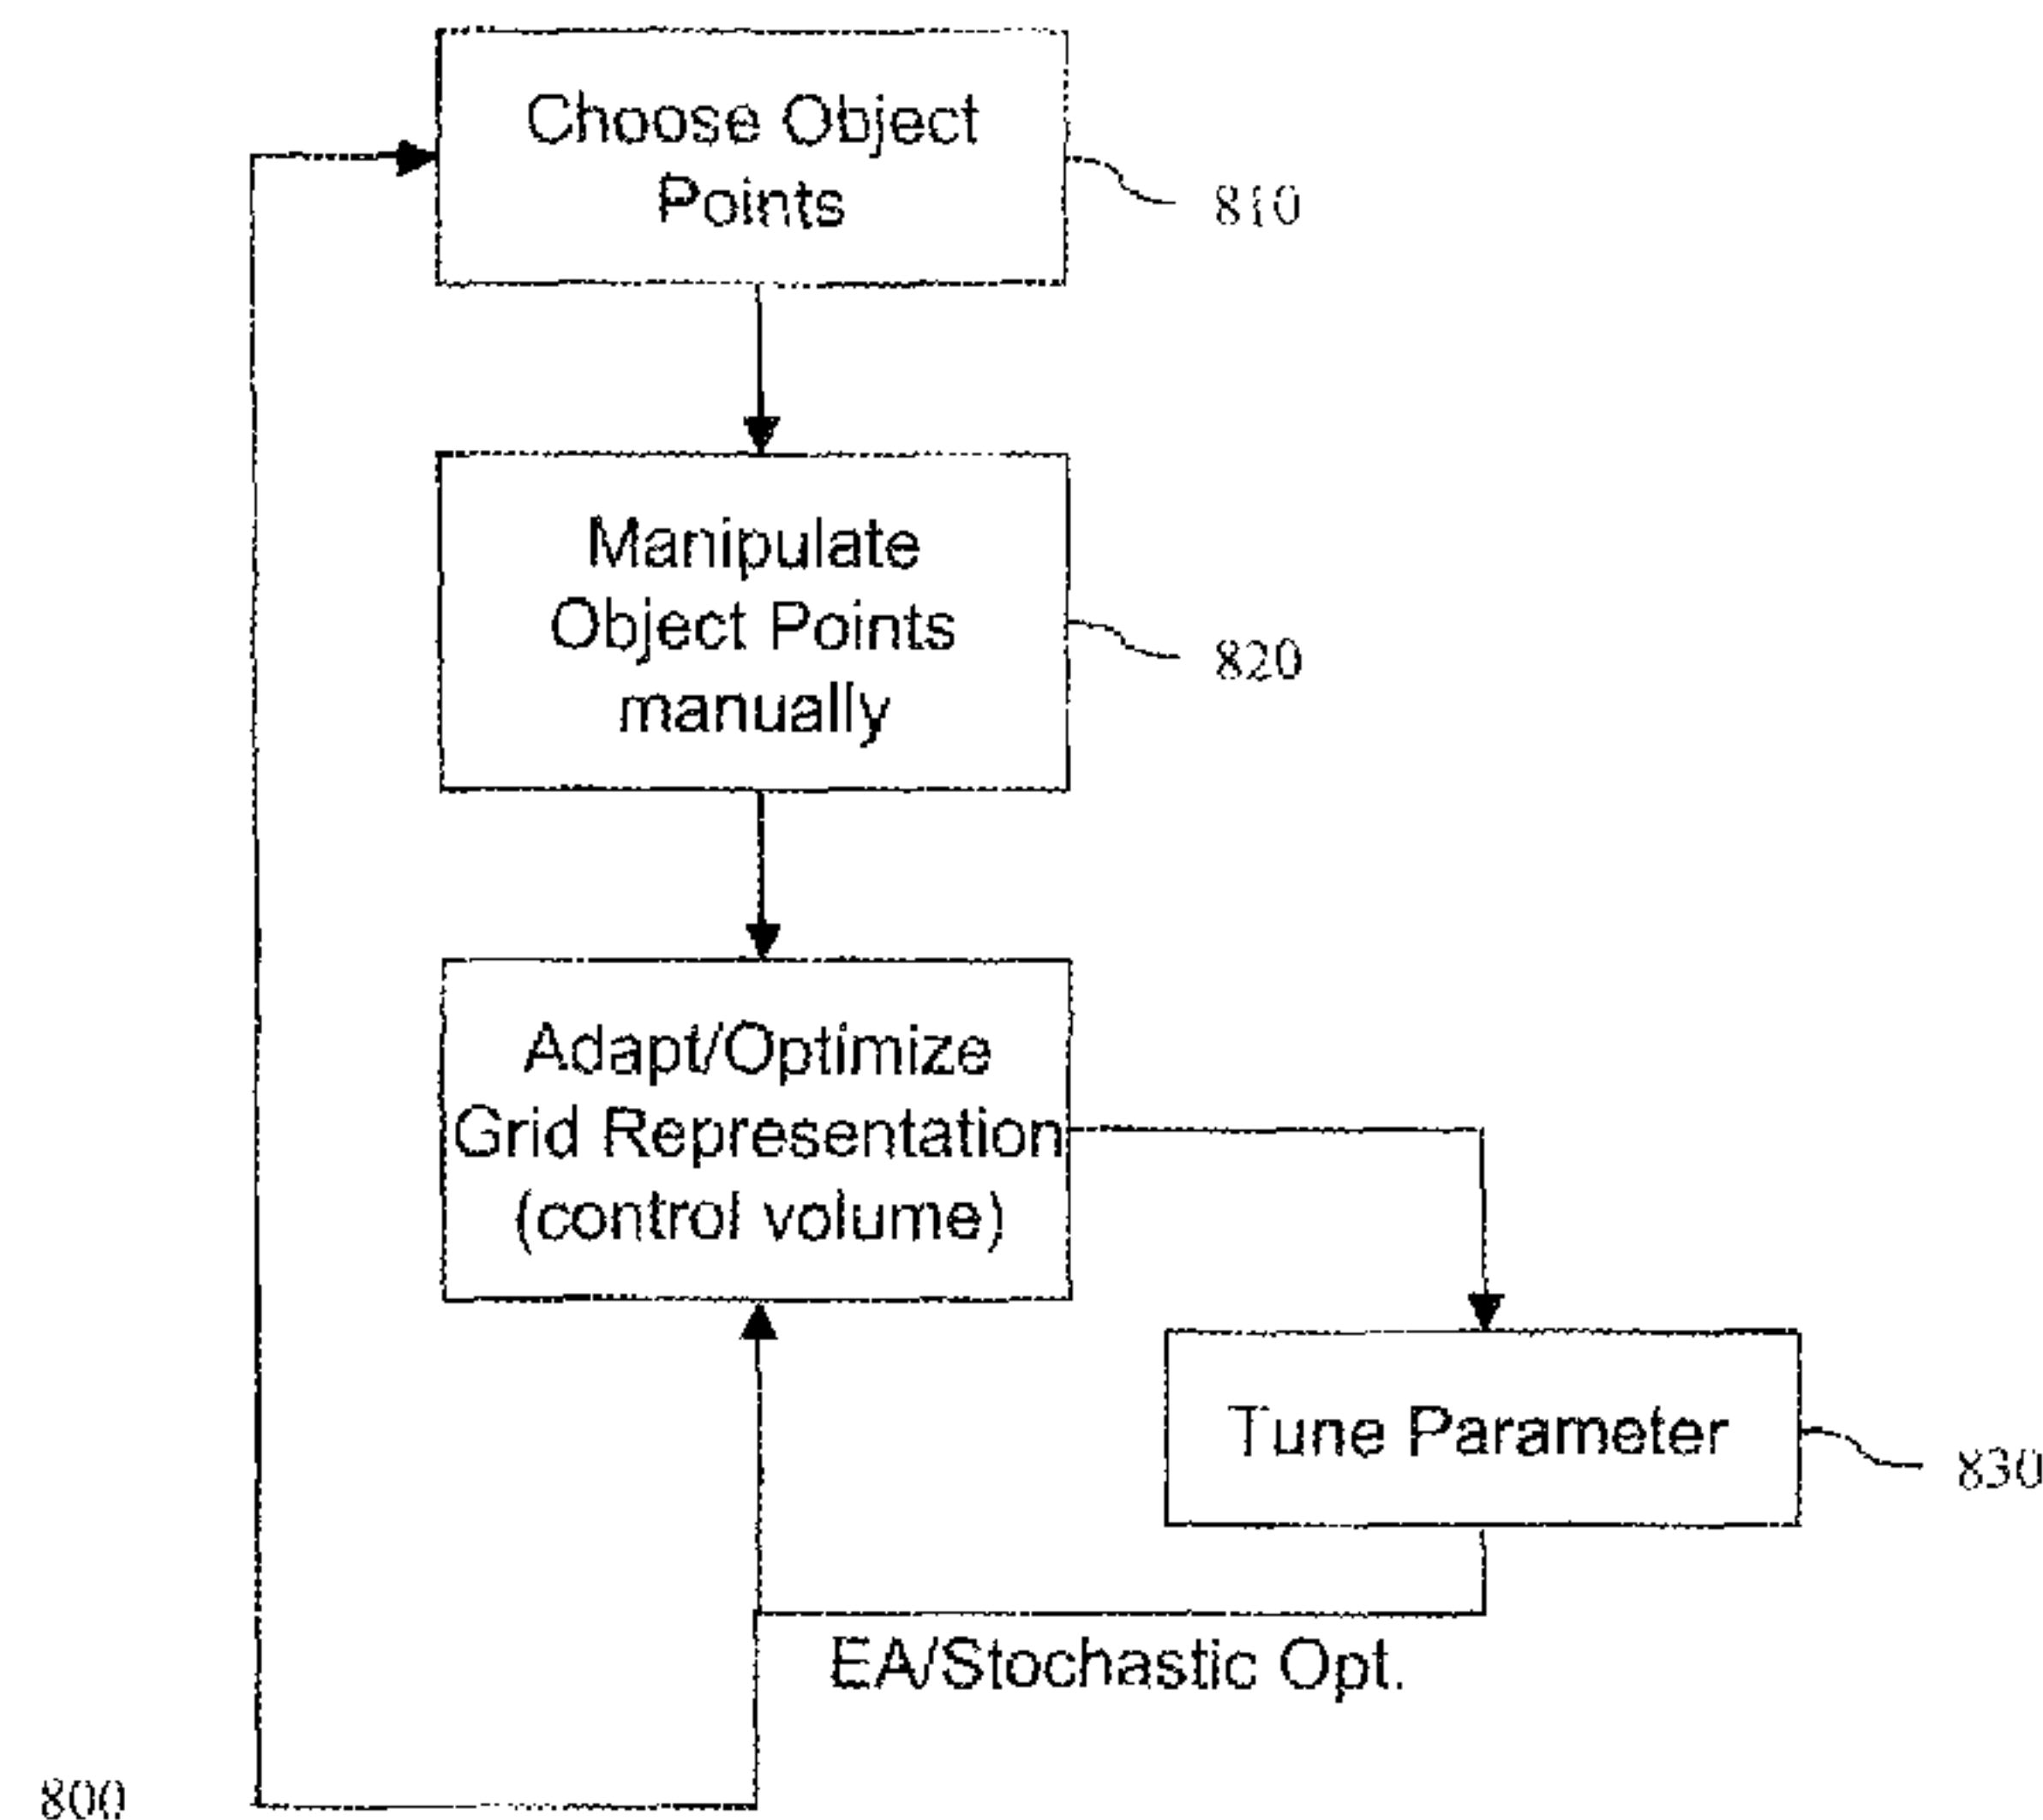 Choose Object
Points
810
Manipulate
Object Points
manually
820
Adapt/Optimize
Grid Representation
(control volume)
Tune Parameter
830
EA/Stochastic Opt.
800